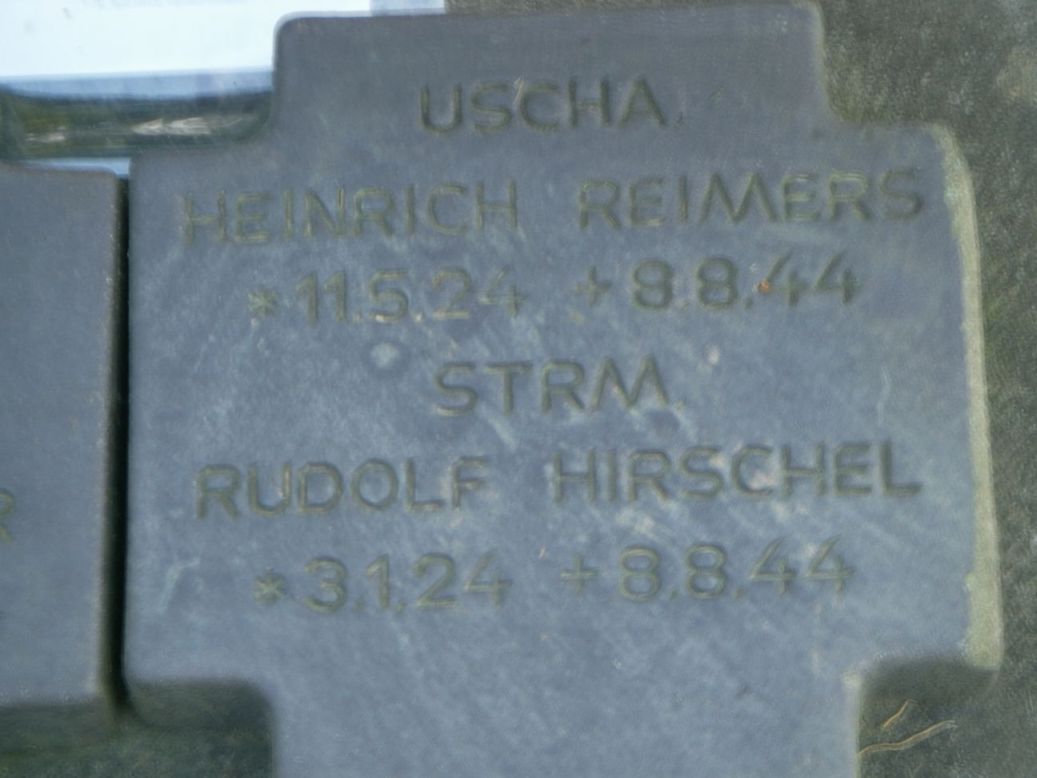 USCHA.
HEINRICH REIMERS
*11.5.24 +8.8.44
STRM.
RUDOLF HIRSCHEL
*3.1.24 +8.8.44
R